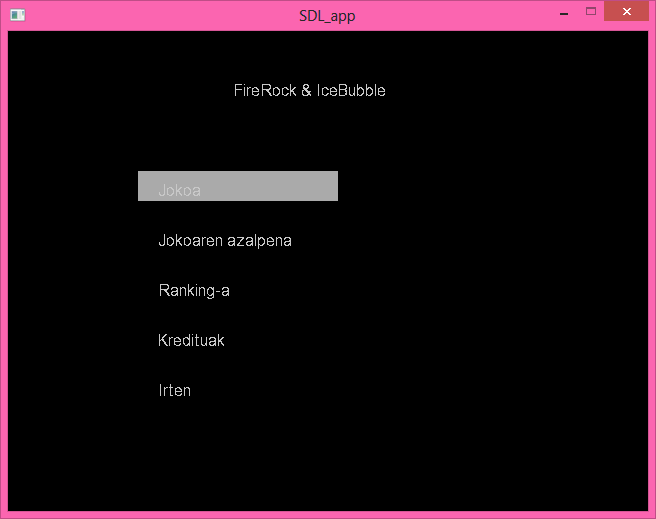 SDL_app
FireRock & IceBubble
Jokoa
Jokoaren azalpena
Ranking-a
Kredituak
Irten